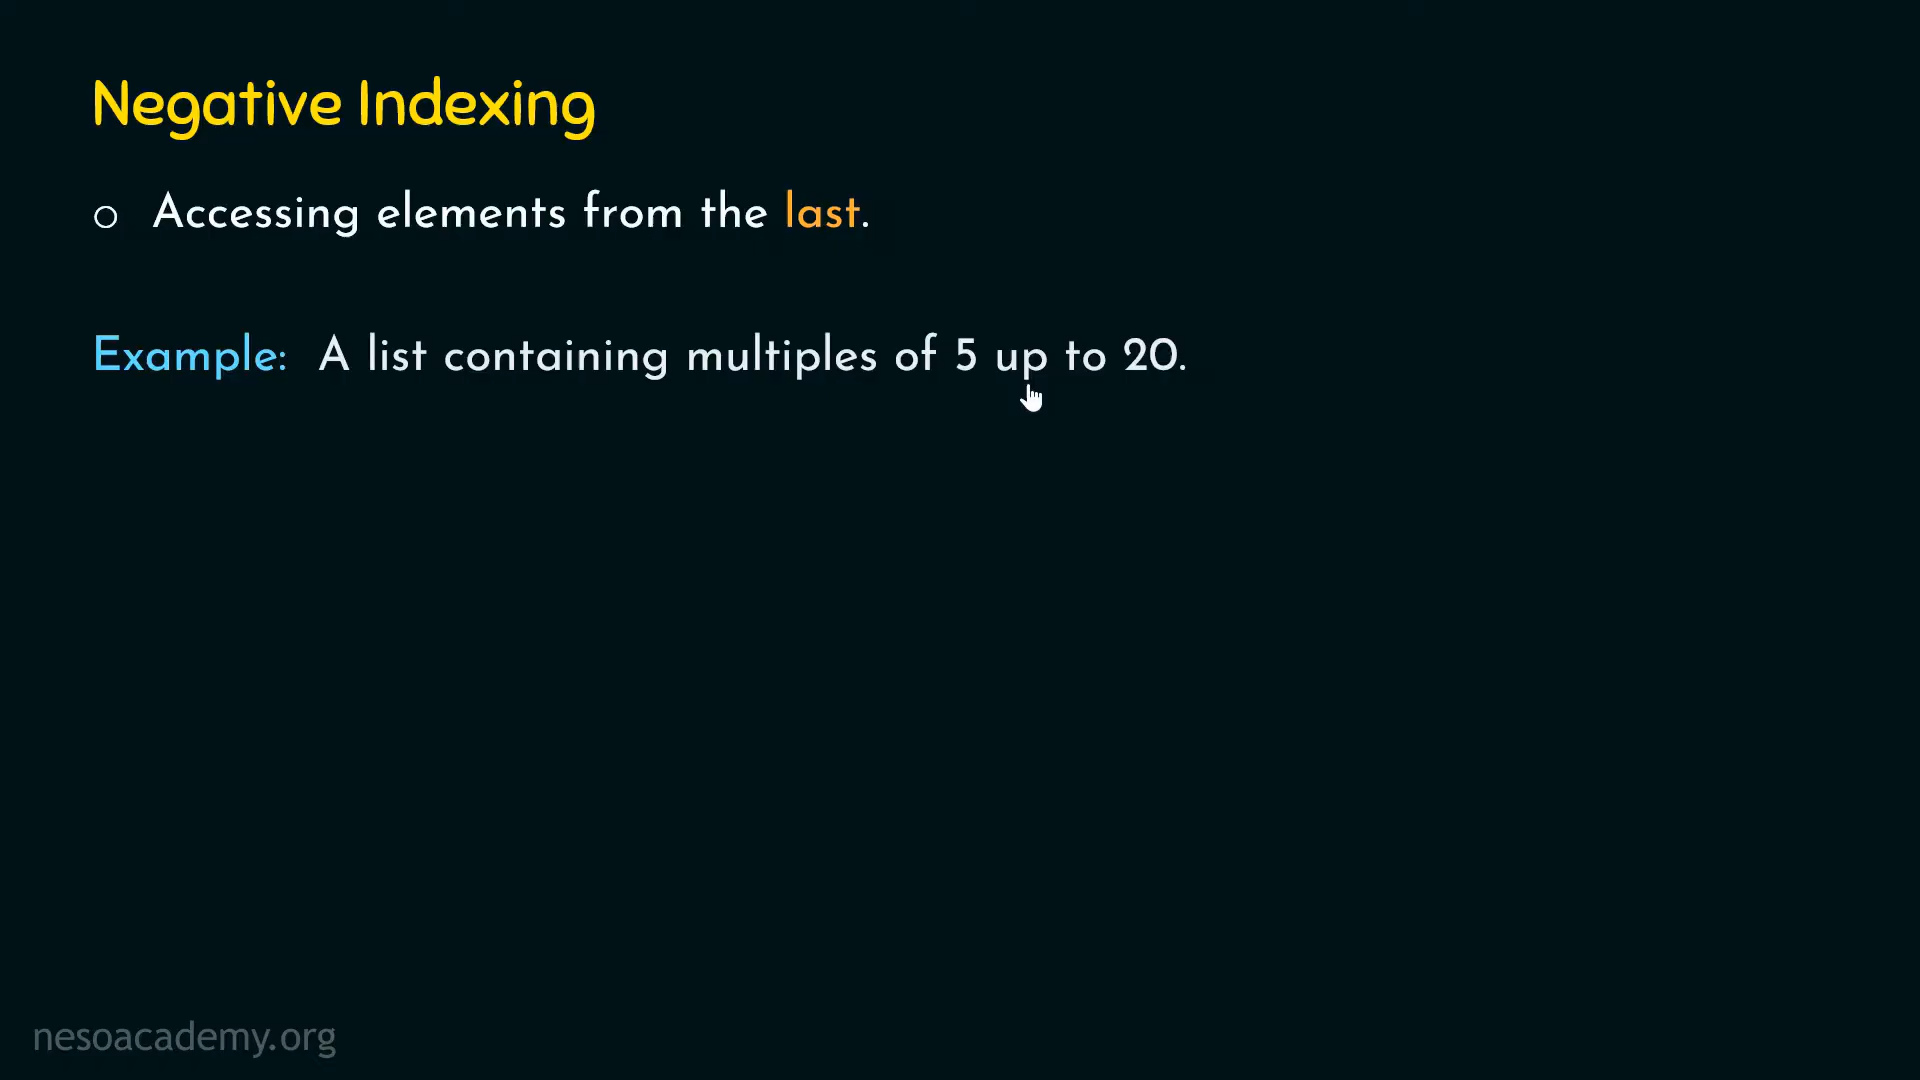 Negative Indexing
○ Accessing elements from the last.
Example: A list containing multiples of 5 up to 20.
nesoacademy.org